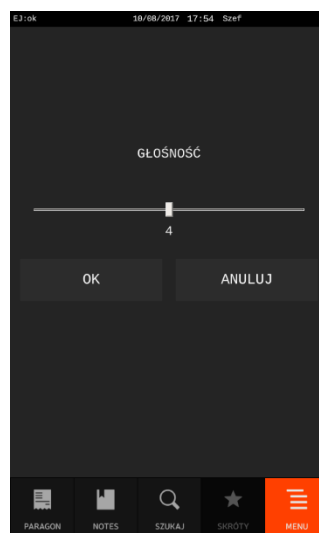 EJ:ok 10/08/2017 17:54 Szef
GŁOŚNOŚĆ
4
OK ANULUJ
PARAGON NOTES SZUKAJ SKRÓTY MENU